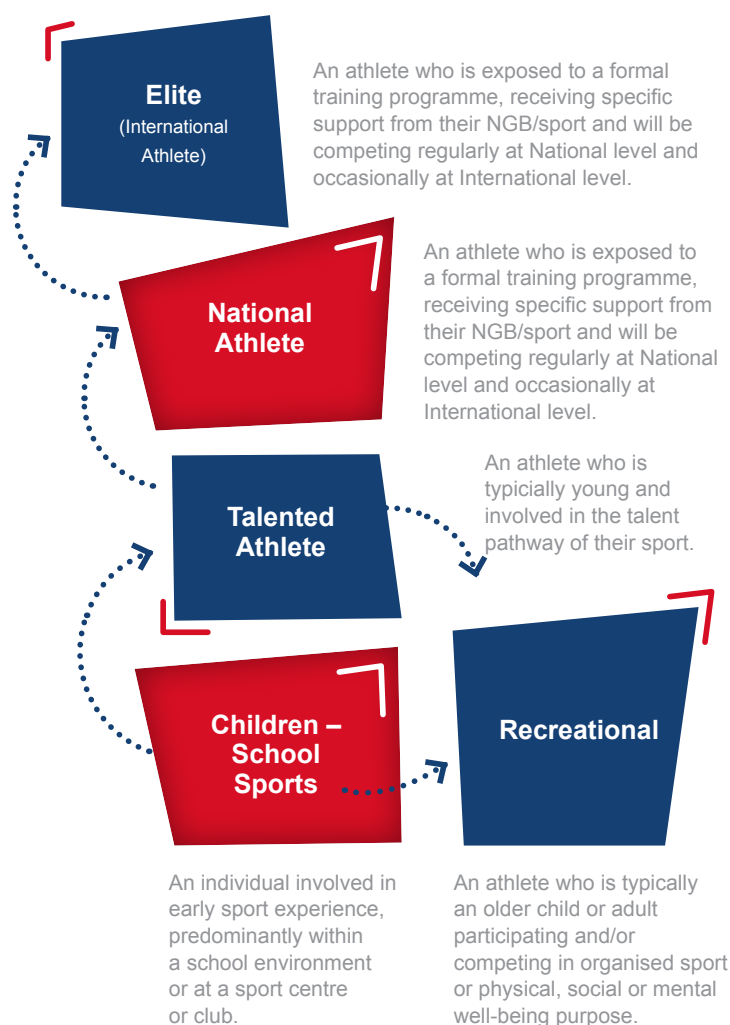 Elite
(International
Athlete)
An athlete who is exposed to a formal
training programme, receiving specific
support from their NGB/sport and will be
competing regularly at National level and
occasionally at International level.
National
Athlete
An athlete who is exposed to
a formal training programme,
receiving specific support from
their NGB/sport and will be
competing regularly at National
level and occasionally at
International level.
Talented
Athlete
An athlete who is
typicially young and
involved in the talent
pathway of their sport.
Children –
School
Sports
Recreational
An individual involved in
early sport experience,
predominantly within
a school environment
or at a sport centre
or club.
An athlete who is typically
an older child or adult
participating and/or
competing in organised sport
or physical, social or mental
well-being purpose.